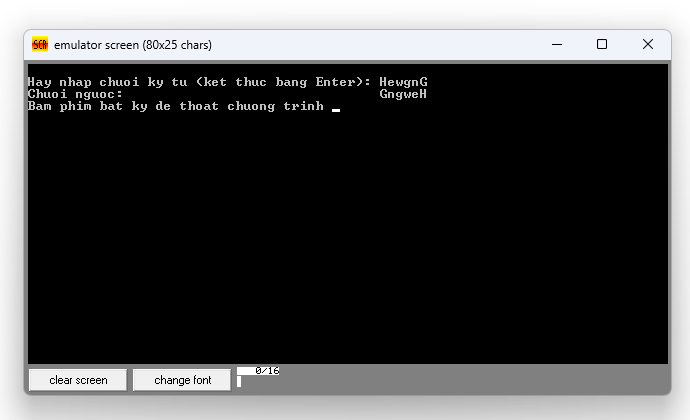 SCR emulator screen (80x25 chars)
Hay nhap chuoi ky tu (ket thuc bang Enter): HewgnG
Chuoi nguoc: GngweH
Bam phim bat ky de thoat chuong trinh _
clear screen change font 0/16